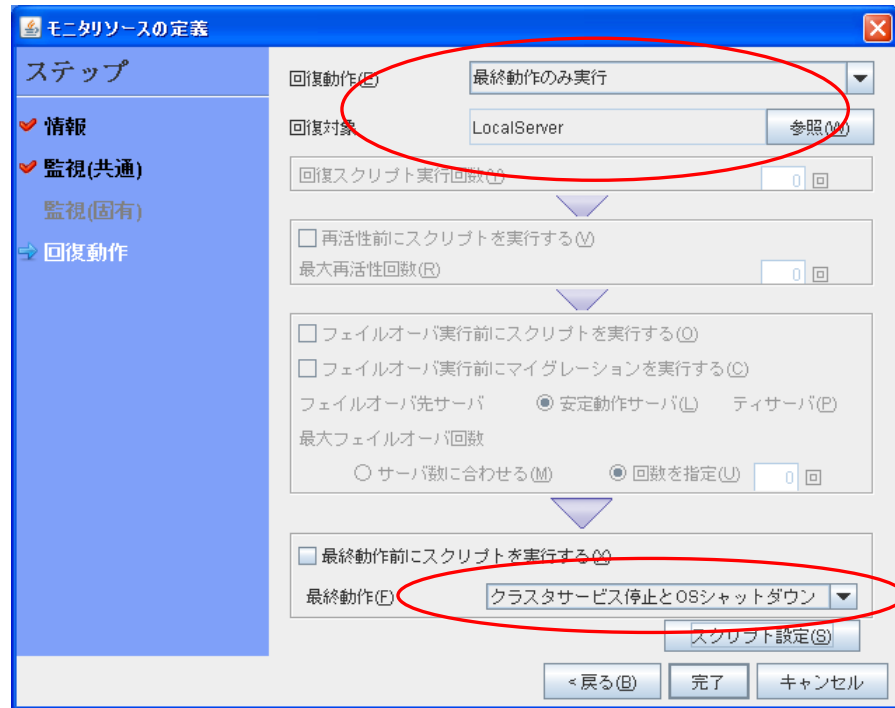 モニタリソースの定義
ステップ
情報
監視(共通)
監視(固有)
回復動作
回復動作(E) 最終動作のみ実行
回復対象 LocalServer 参照(W)
回復スクリプト実行回数(Y) 0 回
再活性前にスクリプトを実行する(V)
最大再活性回数(R) 0 回
フェイルオーバ実行前にスクリプトを実行する(O)
フェイルオーバ実行前にマイグレーションを実行する(C)
フェイルオーバ先サーバ 安定動作サーバ(L) ティサーバ(P)
最大フェイルオーバ回数
サーバ数に合わせる(M) 回数を指定(U) 0 回
最終動作前にスクリプトを実行する(X)
最終動作(F) クラスタサービス停止とOSシャットダウン
スクリプト設定(S)
<戻る(B) 完了 キャンセル